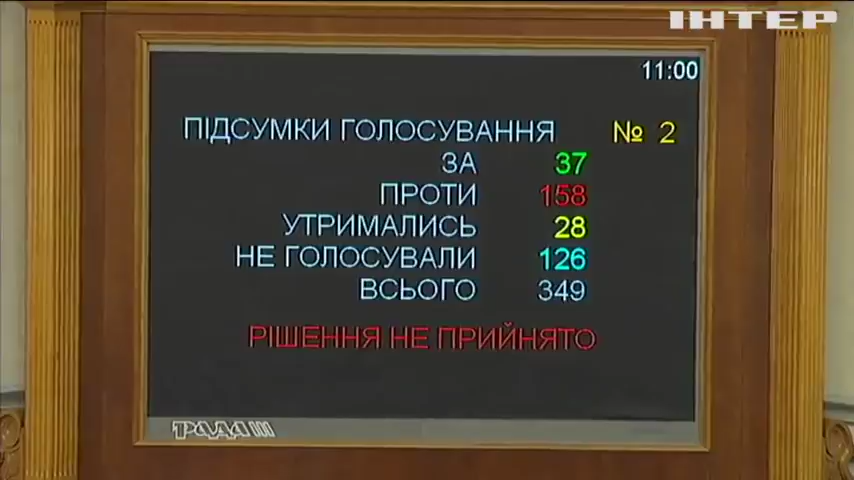 ІНТЕР
11:00
ПІДСУМКИ ГОЛОСУВАННЯ № 2
ЗА 37
ПРОТИ 158
УТРИМАЛИСЬ 28
НЕ ГОЛОСУВАЛИ 126
ВСЬОГО 349
РІШЕННЯ НЕ ПРИЙНЯТО
РАДА III